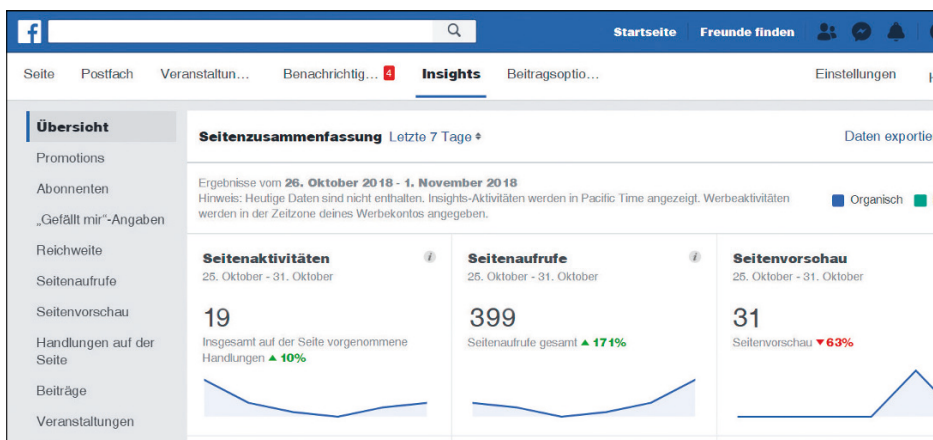 f
Startseite Freunde finden
Seite Postfach Veranstaltun… Benachrichtig… 4 Insights Beitragsoptio… Einstellungen
Übersicht
Promotions
Abonnenten
„Gefällt mir"-Angaben
Reichweite
Seitenaufrufe
Seitenvorschau
Handlungen auf der
Seite
Beiträge
Veranstaltungen
Seitenzusammenfassung Letzte 7 Tage
Daten exportie
Ergebnisse vom 26. Oktober 2018 - 1. November 2018
Hinweis: Heutige Daten sind nicht enthalten. Insights-Aktivitäten werden in Pacific Time angezeigt. Werbeaktivitäten
werden in der Zeitzone deines Werbekontos angegeben.
Organisch
Seitenaktivitäten i
25. Oktober - 31. Oktober
19
Insgesamt auf der Seite vorgenommene
Handlungen ▲ 10%
Seitenaufrufe i
25. Oktober - 31. Oktober
399
Seitenaufrufe gesamt ▲ 171%
Seitenvorschau
25. Oktober - 31. Oktober
31
Seitenvorschau ▼ 63%